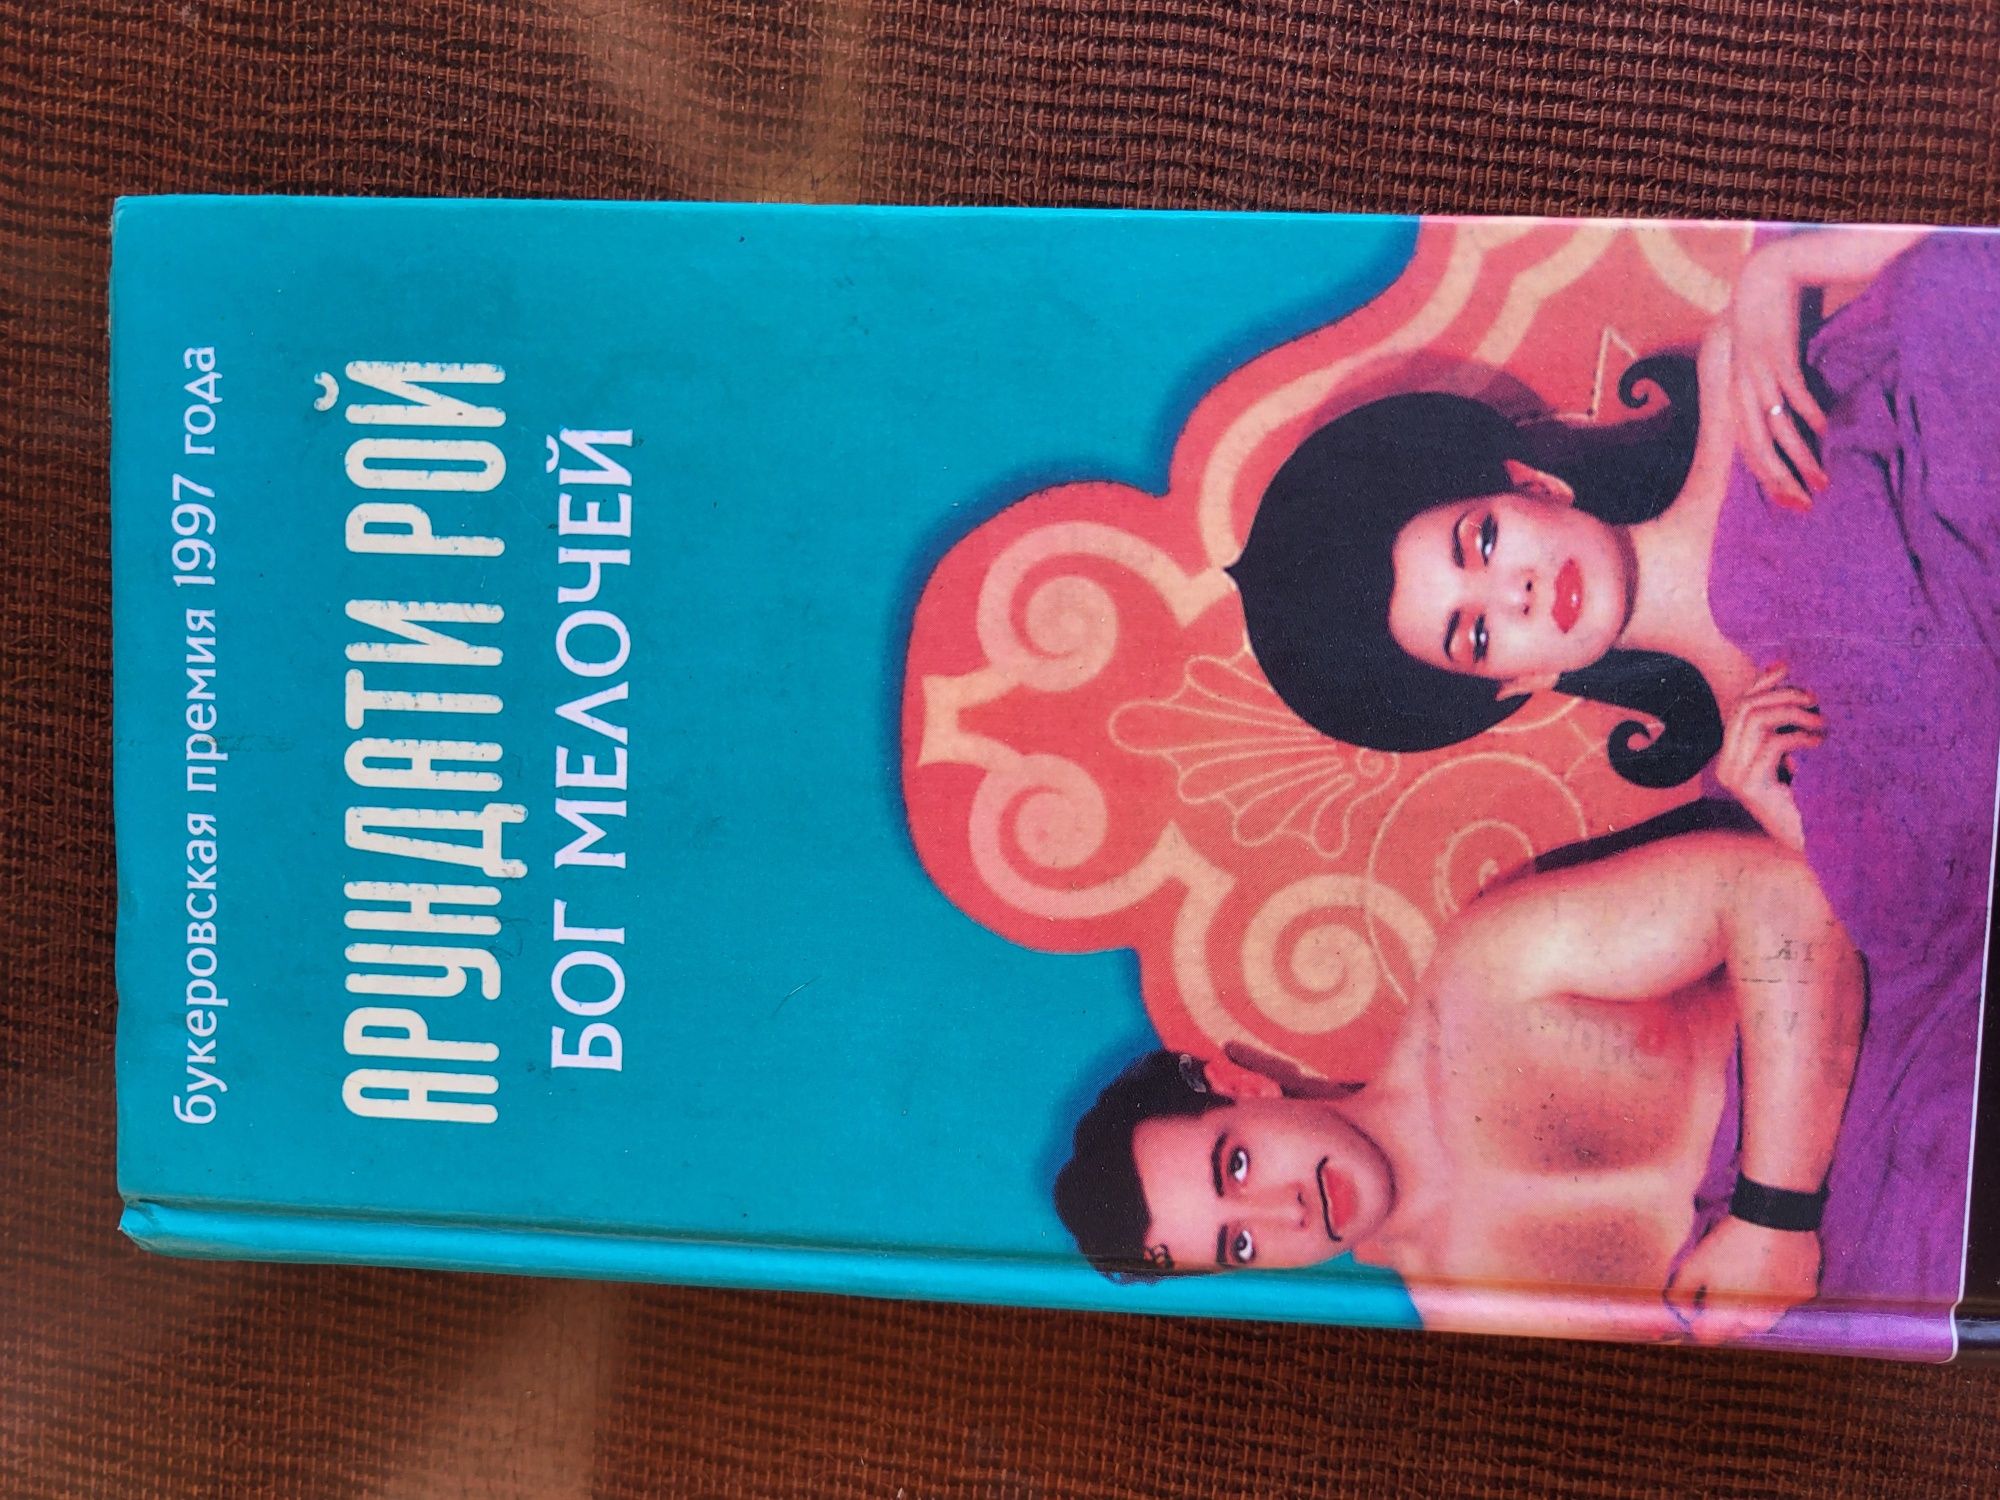 букеровская премия 1997 года
АРУНДАТИ РОЙ
БОГ МЕЛОЧЕЙ